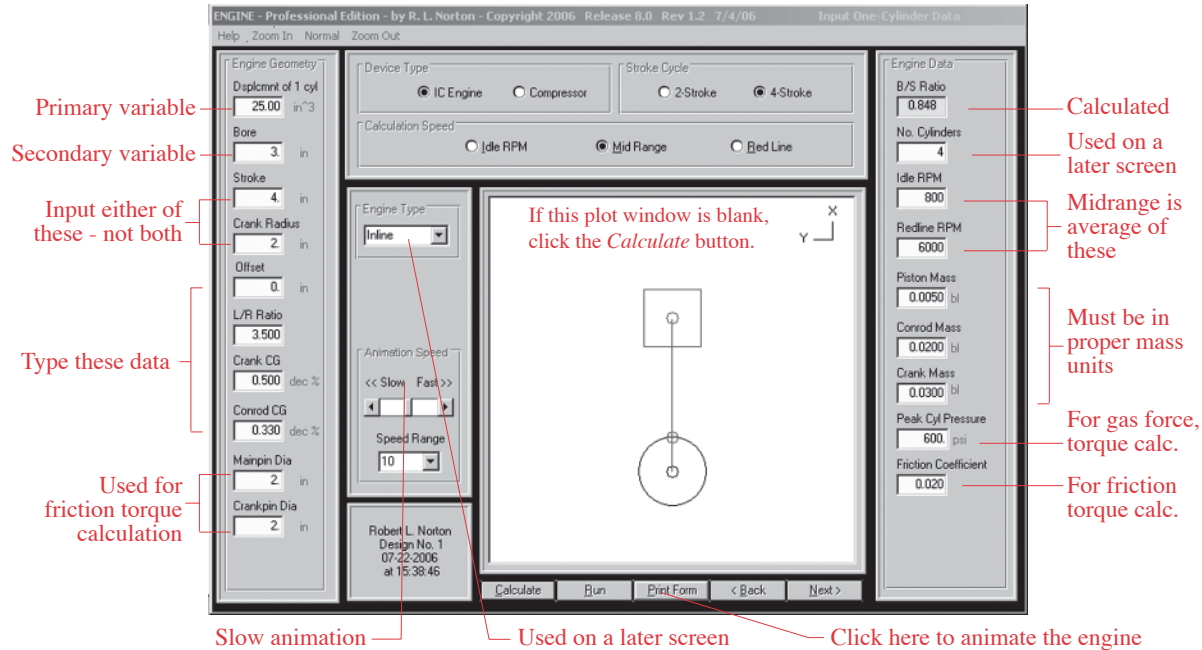 ENGINE - Professional Edition - by R. L. Norton - Copyright 2006 Release 8.0 Rev 1.2 7/4/06 Input One-Cylinder Data
Help Zoom In Normal Zoom Out
Engine Geometry
Dsplcmnt of 1 cyl
25.00 in^3
Bore
3. in
Stroke
4. in
Crank Radius
2. in
Offset
0. in
L/R Ratio
3.500
Crank CG
0.500 dec %
Conrod CG
0.330 dec %
Mainpin Dia
2. in
Crankpin Dia
2. in
Primary variable
Secondary variable
Input either of
these - not both
Type these data
Used for
friction torque
calculation
Device Type
IC Engine Compressor
Stroke Cycle
2-Stroke 4-Stroke
Calculation Speed
Idle RPM Mid Range Red Line
Engine Type
Inline
Animation Speed
<< Slow Fast >>
Speed Range
10
Robert L. Norton
Design No. 1
07-22-2006
at 15:38:46
If this plot window is blank,
click the Calculate button.
X
Y
Calculate Run Print Form < Back Next >
Engine Data
B/S Ratio
0.848
No. Cylinders
4
Idle RPM
800
Redline RPM
6000
Piston Mass
0.0050 bl
Conrod Mass
0.0200 bl
Crank Mass
0.0300 bl
Peak Cyl Pressure
600. psi
Friction Coefficient
0.020
Calculated
Used on a
later screen
Midrange is
average of
these
Must be in
proper mass
units
For gas force,
torque calc.
For friction
torque calc.
Slow animation
Used on a later screen
Click here to animate the engine